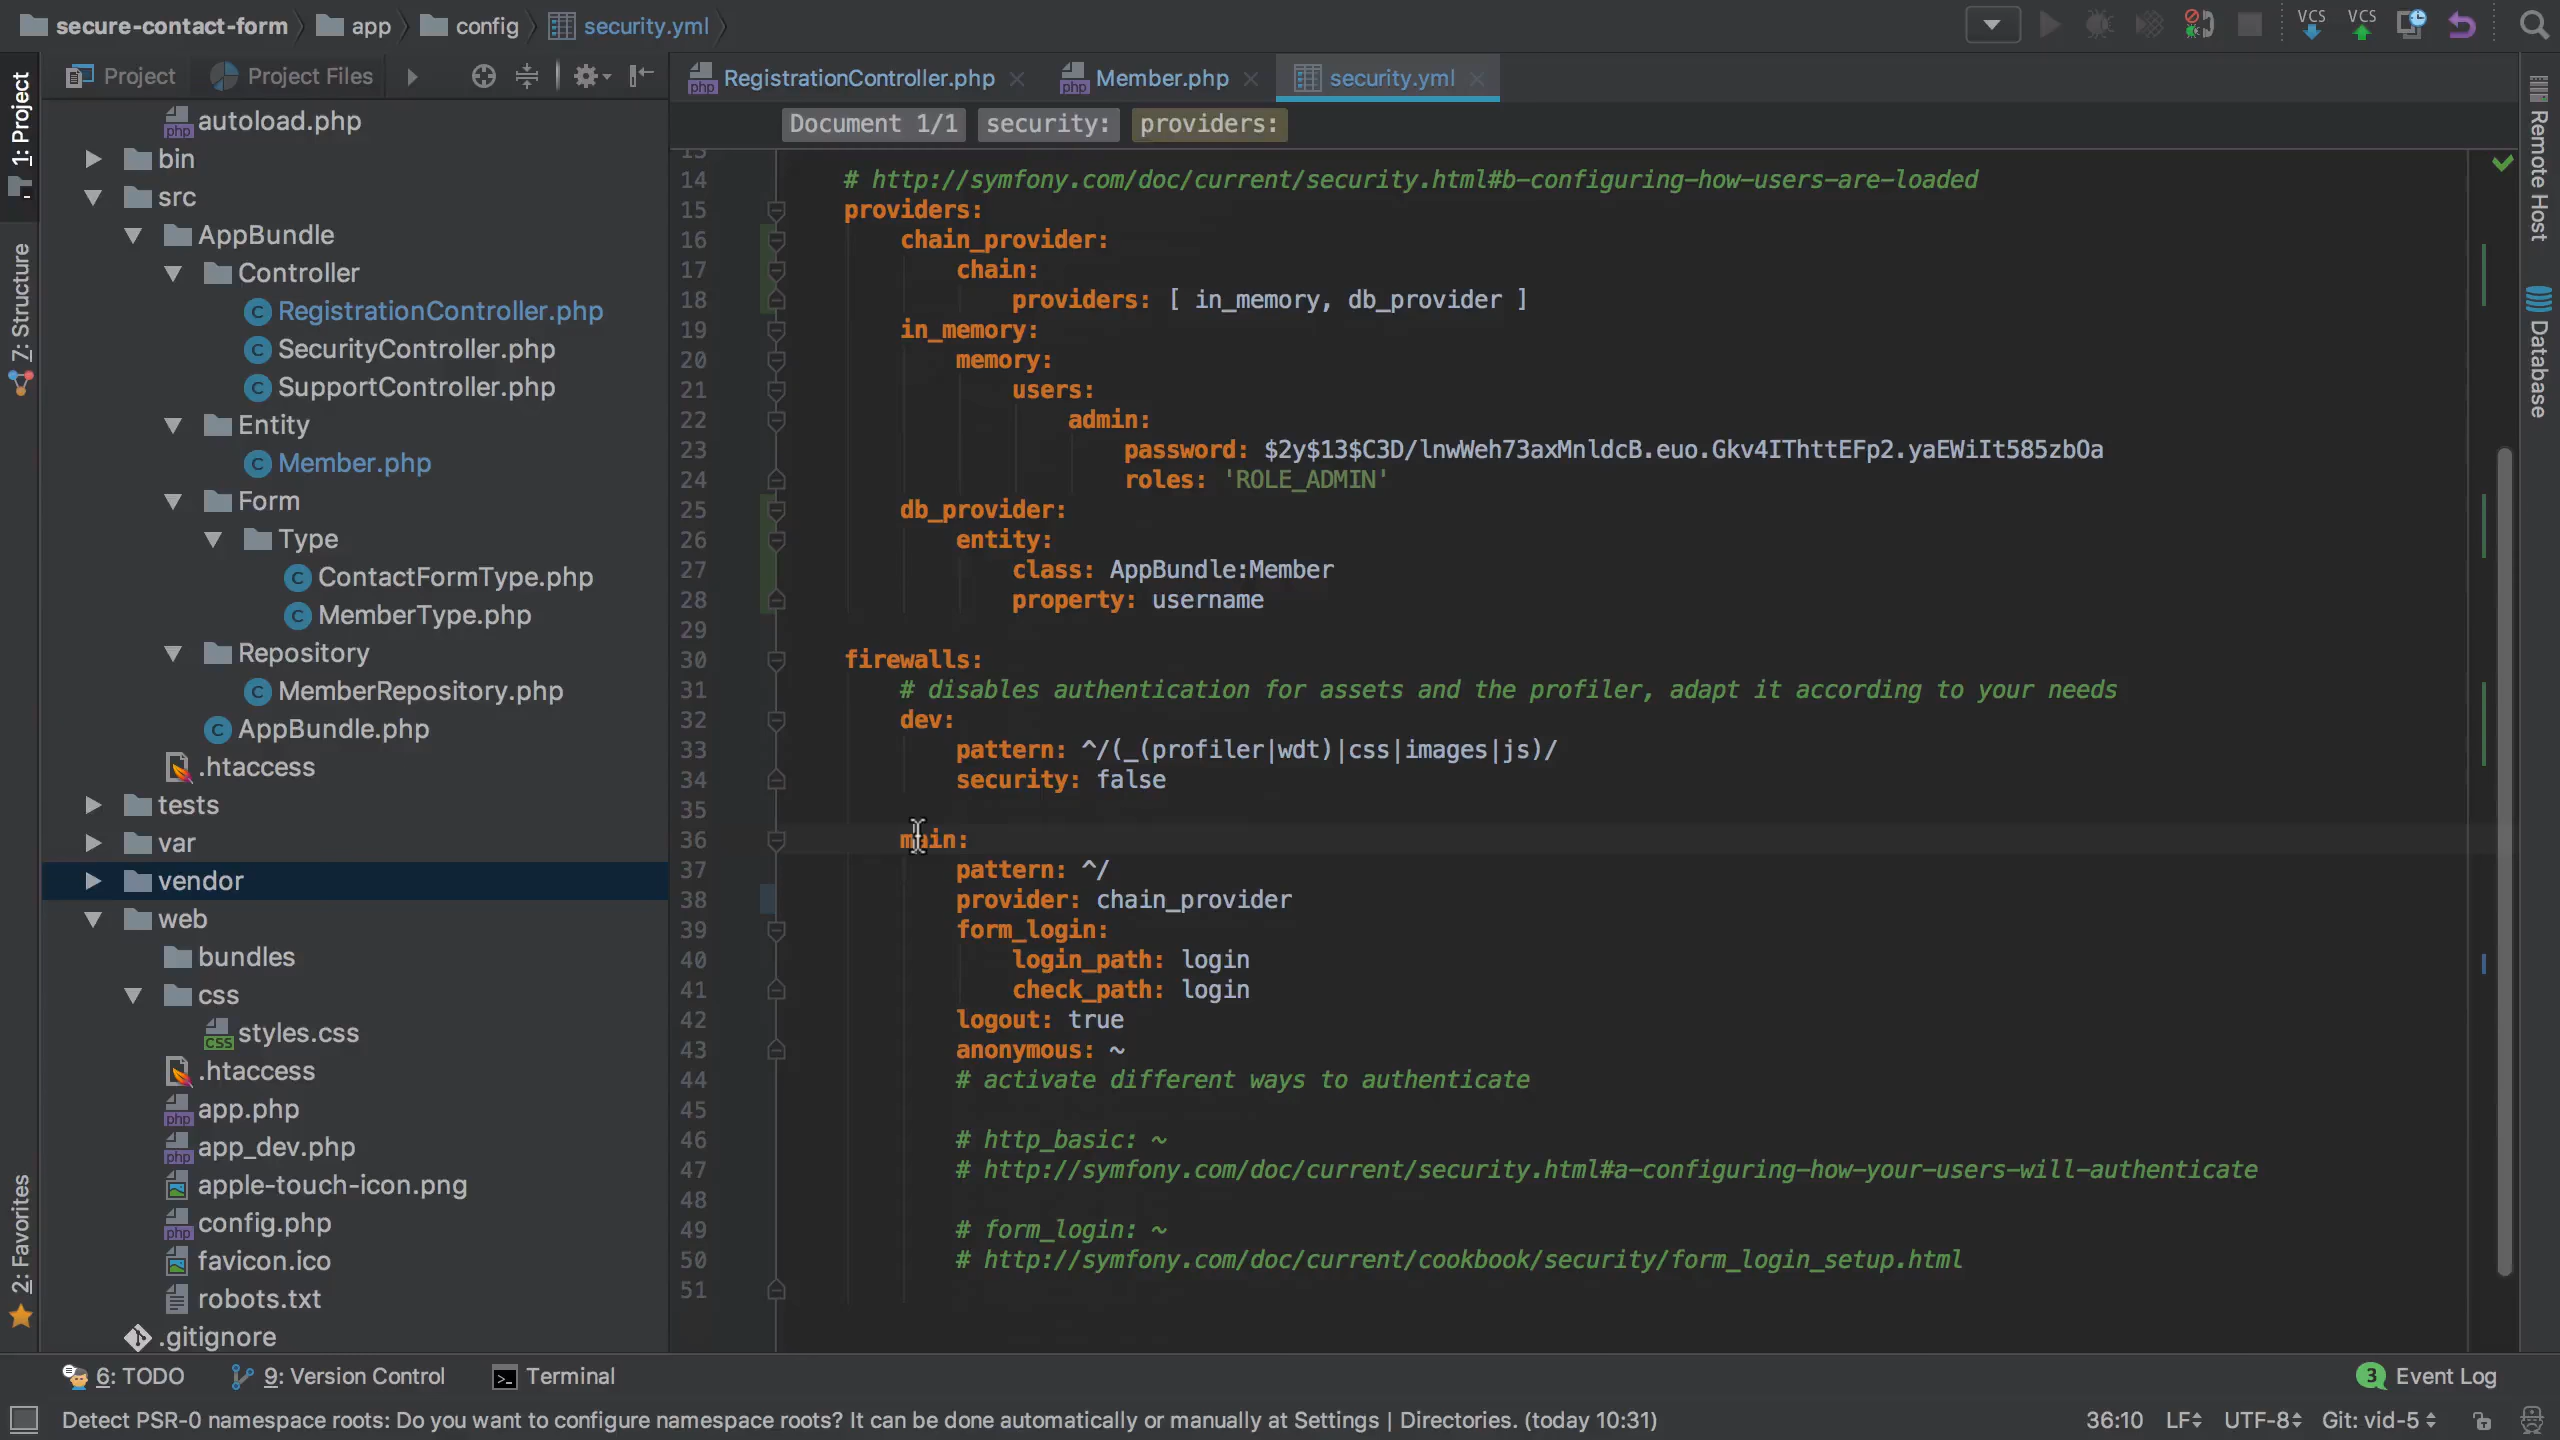 secure-contact-form app config security.yml
VCS VCS
1: Project
7: Structure
2: Favorites
Project Project Files
autoload.php
bin
src
AppBundle
Controller
RegistrationController.php
SecurityController.php
SupportController.php
Entity
Member.php
Form
Type
ContactFormType.php
MemberType.php
Repository
MemberRepository.php
AppBundle.php
.htaccess
tests
var
vendor
web
bundles
css
styles.css
.htaccess
app.php
app_dev.php
apple-touch-icon.png
config.php
favicon.ico
robots.txt
.gitignore
RegistrationController.php Member.php security.yml
Document 1/1 security: providers:
13
14 # http://symfony.com/doc/current/security.html#b-configuring-how-users-are-loaded
15 providers:
16 chain_provider:
17 chain:
18 providers: [ in_memory, db_provider ]
19 in_memory:
20 memory:
21 users:
22 admin:
23 password: $2y$13$C3D/lnwWeh73axMnldcB.euo.Gkv4IThttEFp2.yaEWiIt585zbOa
24 roles: 'ROLE_ADMIN'
25 db_provider:
26 entity:
27 class: AppBundle:Member
28 property: username
29
30 firewalls:
31 # disables authentication for assets and the profiler, adapt it according to your needs
32 dev:
33 pattern: ^/(_(profiler|wdt)|css|images|js)/
34 security: false
35
36 main:
37 pattern: ^/
38 provider: chain_provider
39 form_login:
40 login_path: login
41 check_path: login
42 logout: true
43 anonymous: ~
44 # activate different ways to authenticate
45
46 # http_basic: ~
47 # http://symfony.com/doc/current/security.html#a-configuring-how-your-users-will-authenticate
48
49 # form_login: ~
50 # http://symfony.com/doc/current/cookbook/security/form_login_setup.html
51
Remote Host
Database
6: TODO 9: Version Control Terminal 3 Event Log
Detect PSR-0 namespace roots: Do you want to configure namespace roots? It can be done automatically or manually at Settings | Directories. (today 10:31) 36:10 LF UTF-8 Git: vid-5